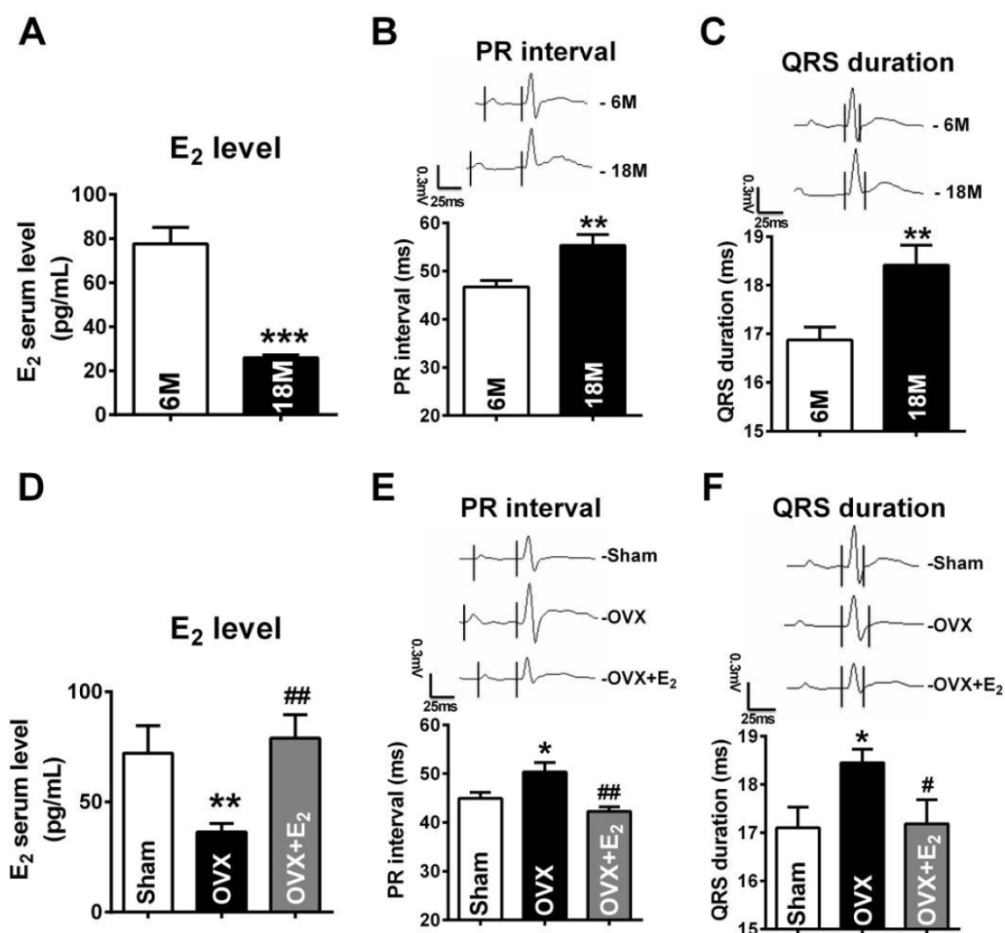 A
E₂ level
E₂ serum level
(pg/mL)
100
80
60
40
20
0
6M
***
18M
B
PR interval
- 6M
- 18M
0.3mV
25ms
PR interval (ms)
60
50
40
30
20
6M
**
18M
C
QRS duration
- 6M
- 18M
0.3mV
25ms
QRS duration (ms)
19
18
17
16
15
6M
**
18M
D
E₂ level
E₂ serum level
(pg/mL)
100
50
0
Sham
**
OVX
##
OVX+E₂
E
PR interval
-Sham
-OVX
-OVX+E₂
0.3mV
25ms
PR interval (ms)
60
50
40
30
20
Sham
*
OVX
##
OVX+E₂
F
QRS duration
-Sham
-OVX
-OVX+E₂
0.3mV
25ms
QRS duration (ms)
19
18
17
16
15
Sham
*
OVX
#
OVX+E₂